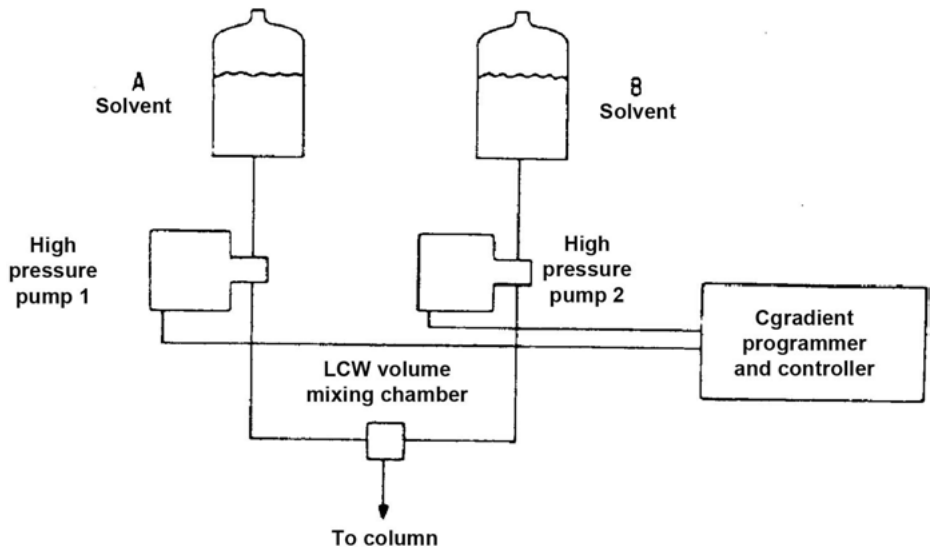 A
Solvent
8
Solvent
High
pressure
pump 1
High
pressure
pump 2
Cgradient
programmer
and controller
LCW volume
mixing chamber
To column